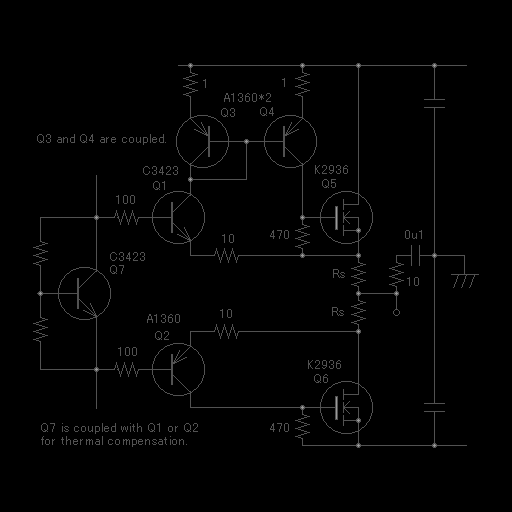 1
1
A1360*2
Q3
Q4
Q3 and Q4 are coupled.
C3423
Q1
K2936
Q5
100
10
470
0u1
C3423
Q7
Rs
10
A1360
Q2
10
Rs
100
K2936
Q6
470
Q7 is coupled with Q1 or Q2
for thermal compensation.